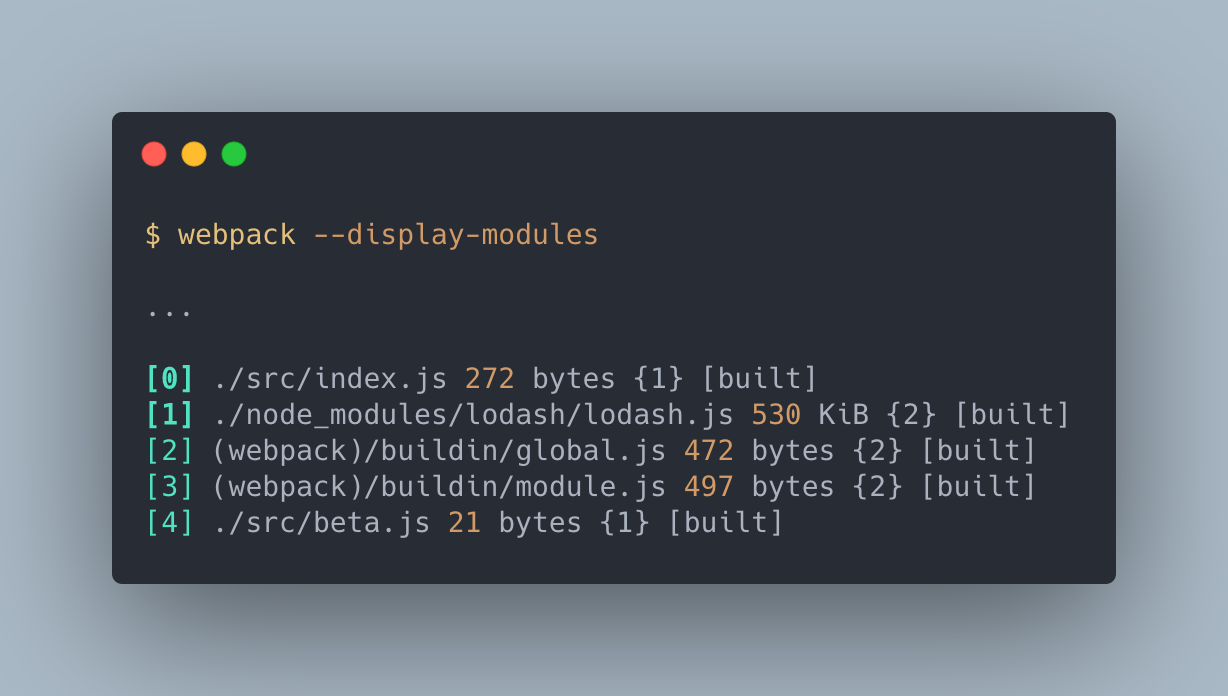 $ webpack --display-modules
...
[0] ./src/index.js 272 bytes {1} [built]
[1] ./node_modules/lodash/lodash.js 530 KiB {2} [built]
[2] (webpack)/buildin/global.js 472 bytes {2} [built]
[3] (webpack)/buildin/module.js 497 bytes {2} [built]
[4] ./src/beta.js 21 bytes {1} [built]